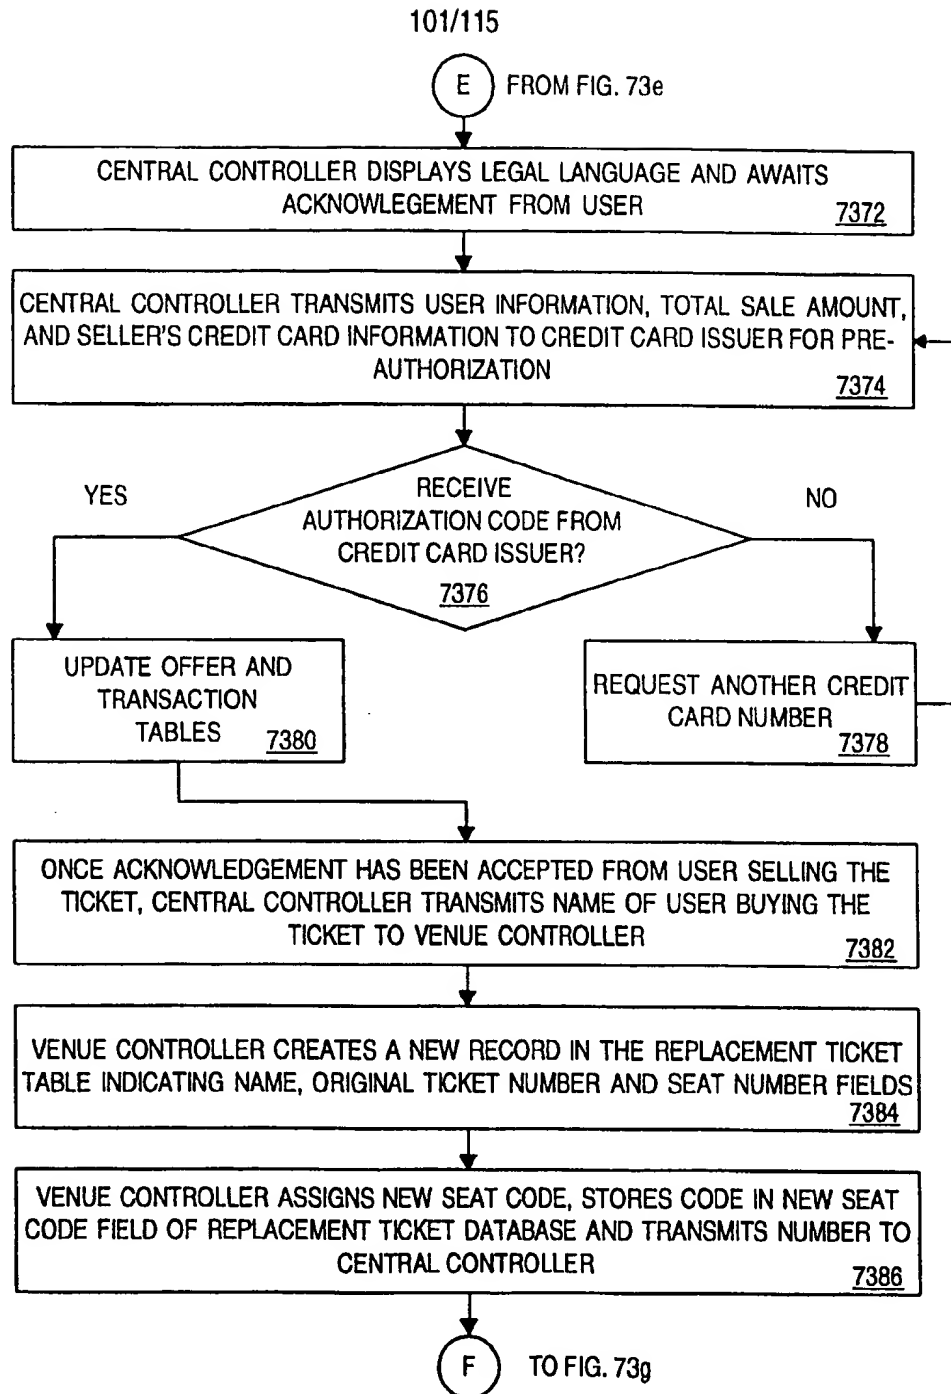 101/115
E FROM FIG. 73e
CENTRAL CONTROLLER DISPLAYS LEGAL LANGUAGE AND AWAITS
ACKNOWLEGEMENT FROM USER 7372
CENTRAL CONTROLLER TRANSMITS USER INFORMATION, TOTAL SALE AMOUNT,
AND SELLER'S CREDIT CARD INFORMATION TO CREDIT CARD ISSUER FOR PRE-
AUTHORIZATION
7374
YES
RECEIVE
AUTHORIZATION CODE FROM
CREDIT CARD ISSUER?
7376
NO
UPDATE OFFER AND
TRANSACTION
TABLES 7380
REQUEST ANOTHER CREDIT
CARD NUMBER
7378
ONCE ACKNOWLEDGEMENT HAS BEEN ACCEPTED FROM USER SELLING THE
TICKET, CENTRAL CONTROLLER TRANSMITS NAME OF USER BUYING THE
TICKET TO VENUE CONTROLLER 7382
VENUE CONTROLLER CREATES A NEW RECORD IN THE REPLACEMENT TICKET
TABLE INDICATING NAME, ORIGINAL TICKET NUMBER AND SEAT NUMBER FIELDS
7384
VENUE CONTROLLER ASSIGNS NEW SEAT CODE, STORES CODE IN NEW SEAT
CODE FIELD OF REPLACEMENT TICKET DATABASE AND TRANSMITS NUMBER TO
CENTRAL CONTROLLER 7386
F TO FIG. 73g